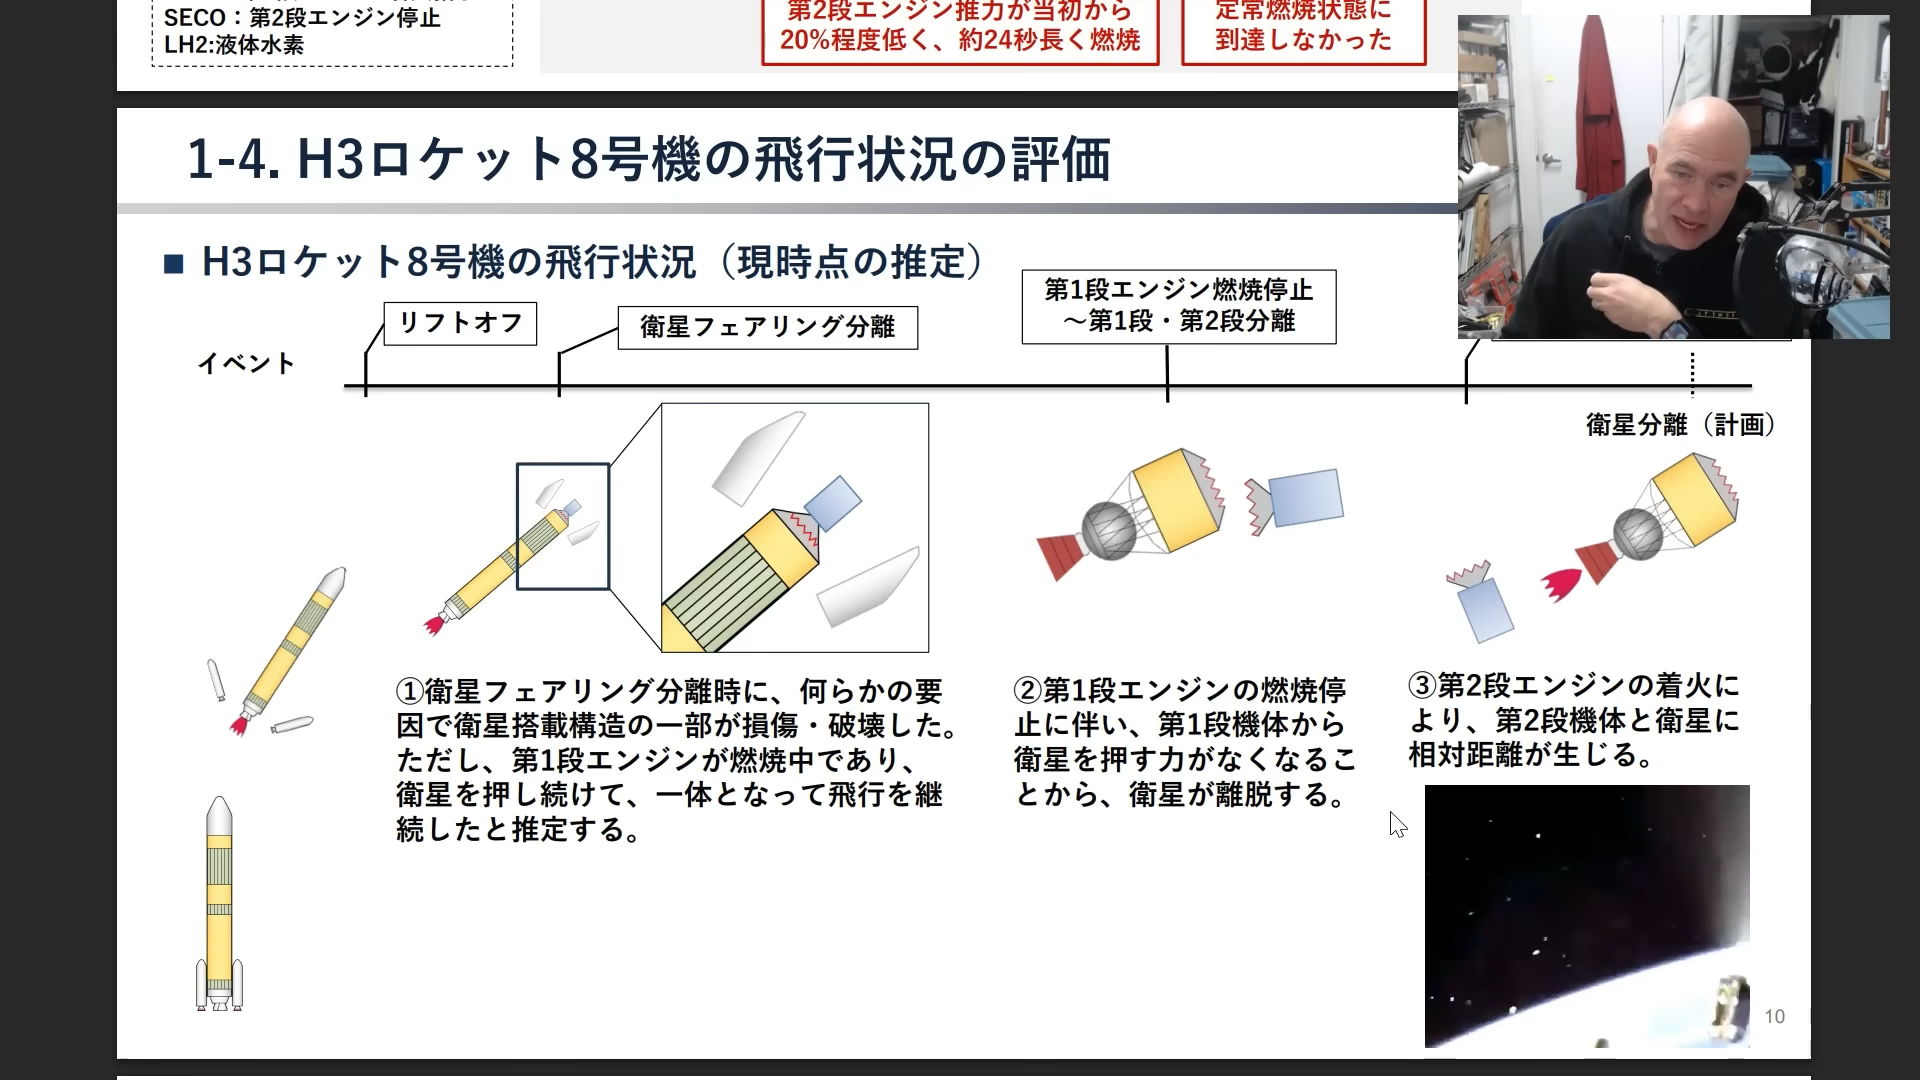 SECO：第2段エンジン停止
LH2:液体水素
第2段エンジン推力が当初から
20%程度低く、約24秒長く燃焼
定常燃焼状態に
到達しなかった
1-4. H3ロケット8号機の飛行状況の評価
■ H3ロケット8号機の飛行状況（現時点の推定）
イベント
リフトオフ
衛星フェアリング分離
第1段エンジン燃焼停止
～第1段・第2段分離
衛星分離（計画）
①衛星フェアリング分離時に、何らかの要
因で衛星搭載構造の一部が損傷・破壊した。
ただし、第1段エンジンが燃焼中であり、
衛星を押し続けて、一体となって飛行を継
続したと推定する。
②第1段エンジンの燃焼停
止に伴い、第1段機体から
衛星を押す力がなくなるこ
とから、衛星が離脱する。
③第2段エンジンの着火に
より、第2段機体と衛星に
相対距離が生じる。
10